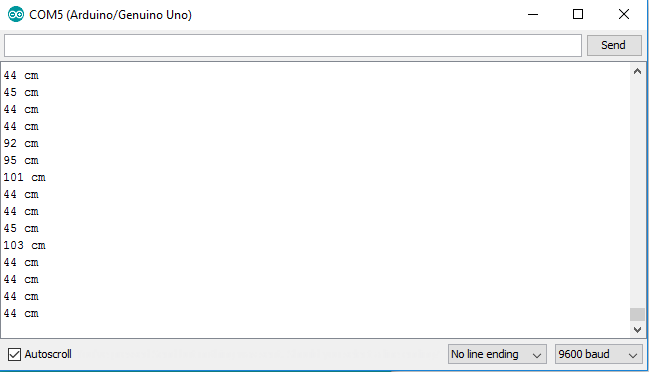 COM5 (Arduino/Genuino Uno)
Send
44 cm
45 cm
44 cm
44 cm
92 cm
95 cm
101 cm
44 cm
44 cm
45 cm
103 cm
44 cm
44 cm
44 cm
44 cm
Autoscroll
No line ending
9600 baud